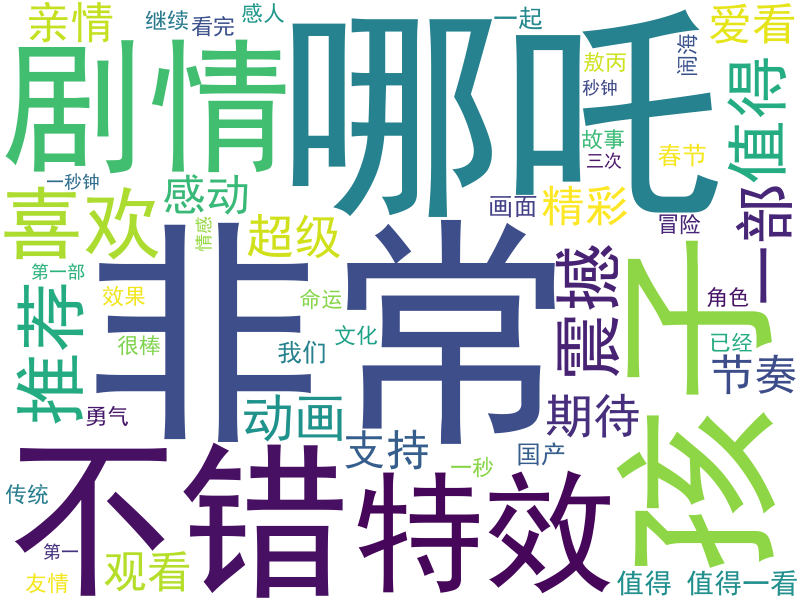 亲情
继续
感人
看完
一起
爱看
剧情
哪吒
闹海
敖丙
秒钟
值得
故事
春节
三次
一秒钟
感动
喜欢
超级
情感
画面
精彩
冒险
一部
非常
震撼
孩子
第一部
推荐
效果
命运
角色
很棒
文化
我们
已经
节奏
勇气
动画
期待
支持
国产
一秒
不错
特效
传统
第一
观看
友情
值得
值得一看